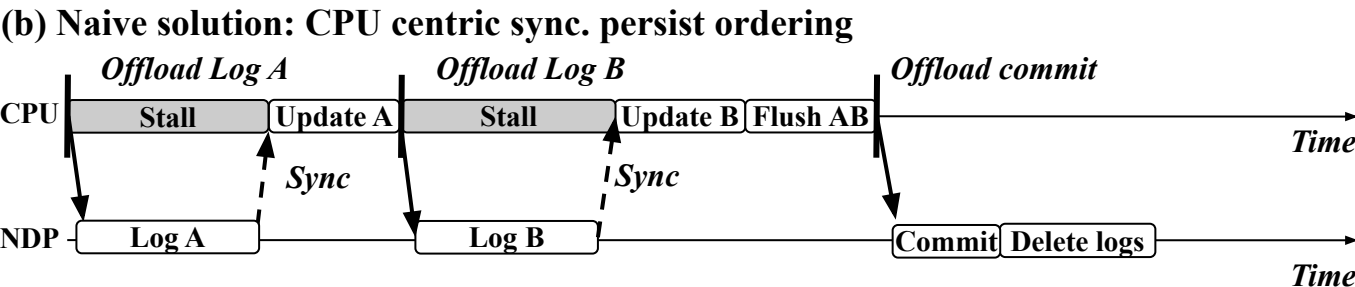 (b) Naive solution: CPU centric sync. persist ordering
Offload Log A Offload Log B Offload commit
CPU Stall Update A Stall Update B Flush AB
Time
Sync Sync
NDP Log A Log B Commit Delete logs
Time